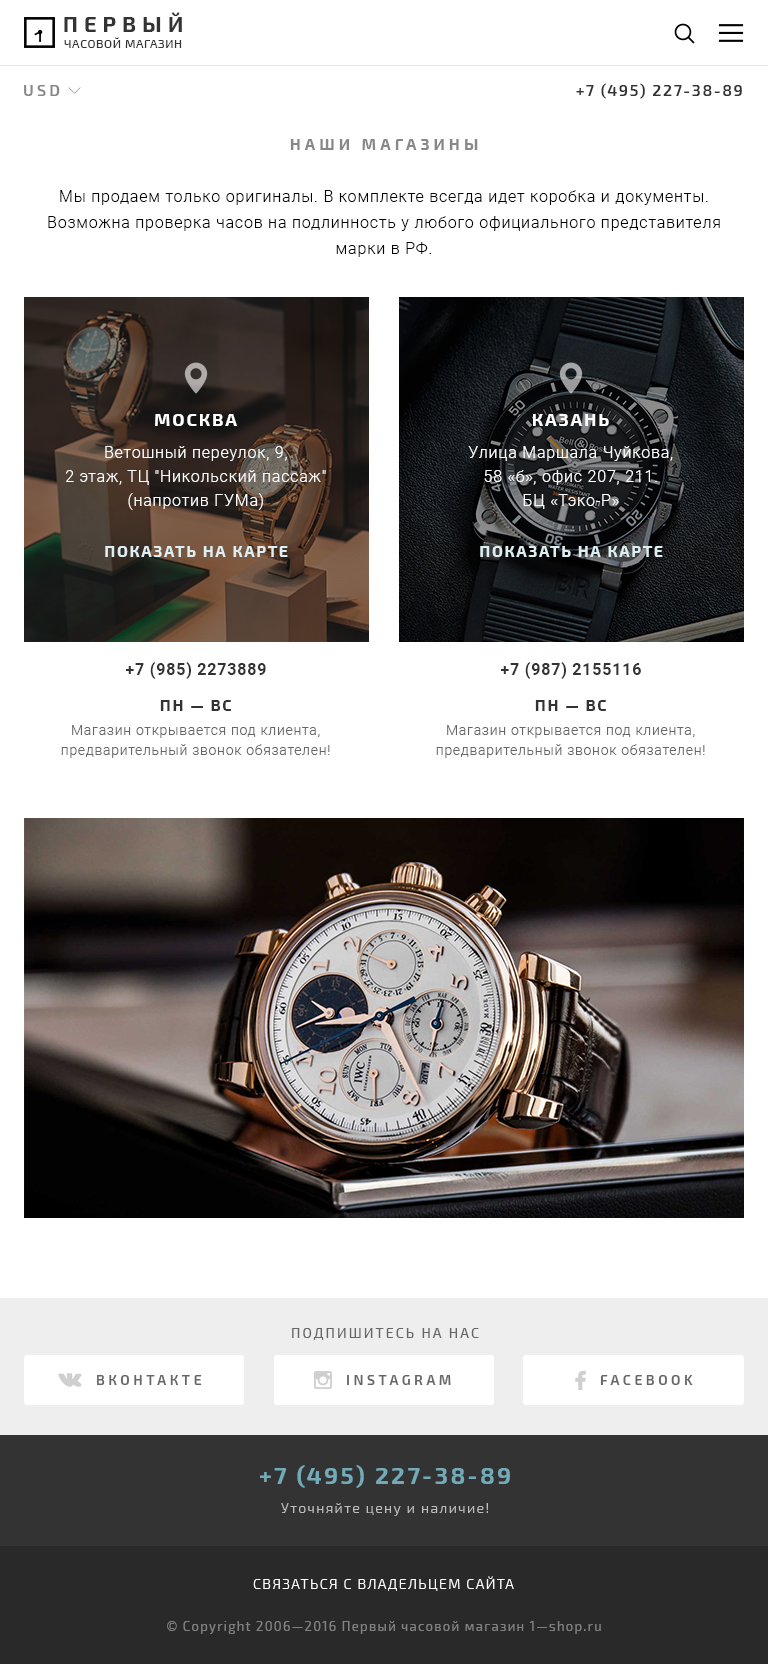 ПЕРВЫЙ
ЧАСОВОЙ МАГАЗИН
USD
+7 (495) 227-38-89
НАШИ МАГАЗИНЫ
Мы продаем только оригиналы. В комплекте всегда идет коробка и документы.
Возможна проверка часов на подлинность у любого официального представителя
марки в РФ.
МОСКВА
Ветошный переулок, 9,
2 этаж, ТЦ "Никольский пассаж"
(напротив ГУМа)
ПОКАЗАТЬ НА КАРТЕ
+7 (985) 2273889
ПН — ВС
Магазин открывается под клиента,
предварительный звонок обязателен!
КАЗАНЬ
Улица Маршала Чуйкова,
58 «б», офис 207, 211
БЦ «Тэко-Р»
ПОКАЗАТЬ НА КАРТЕ
+7 (987) 2155116
ПН — ВС
Магазин открывается под клиента,
предварительный звонок обязателен!
IWC
ПОДПИШИТЕСЬ НА НАС
ВКОНТАКТЕ
INSTAGRAM
FACEBOOK
+7 (495) 227-38-89
Уточняйте цену и наличие!
СВЯЗАТЬСЯ С ВЛАДЕЛЬЦЕМ САЙТА
© Copyright 2006—2016 Первый часовой магазин 1—shop.ru